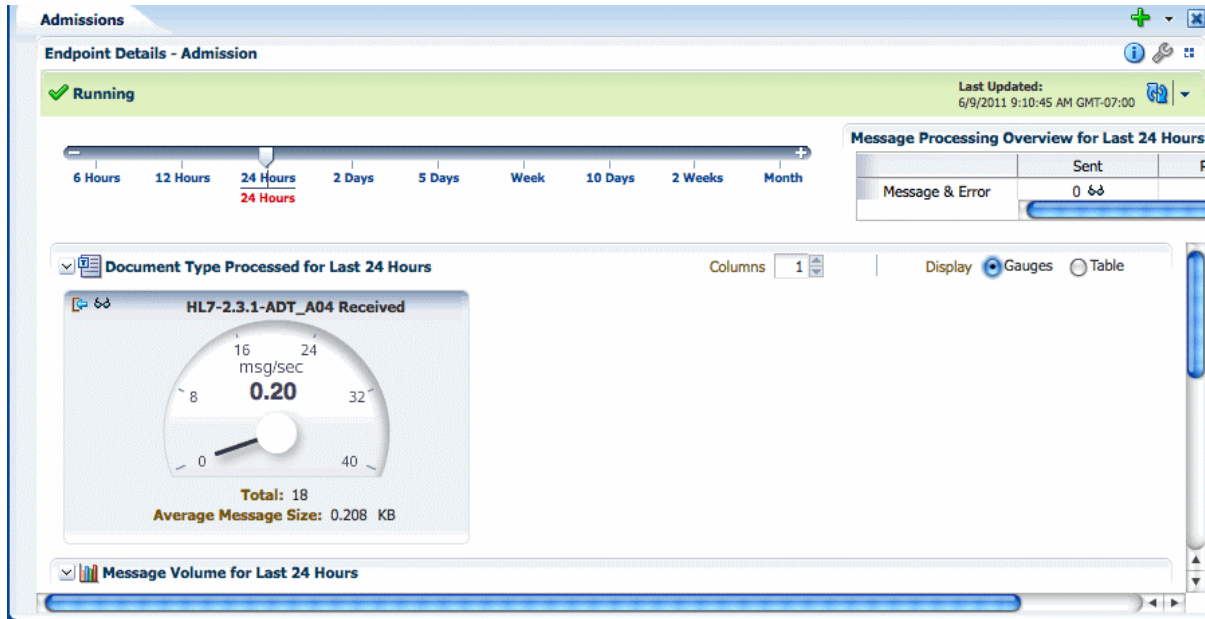 Admissions
Endpoint Details - Admission
Running
Last Updated:
6/9/2011 9:10:45 AM GMT-07:00
6 Hours 12 Hours 24 Hours 2 Days 5 Days Week 10 Days 2 Weeks Month
24 Hours
Message Processing Overview for Last 24 Hours
Sent
Message & Error 0
Document Type Processed for Last 24 Hours
Columns 1 Display Gauges Table
HL7-2.3.1-ADT_A04 Received
16 24
msg/sec
8 0.20 32
0 40
Total: 18
Average Message Size: 0.208 KB
Message Volume for Last 24 Hours